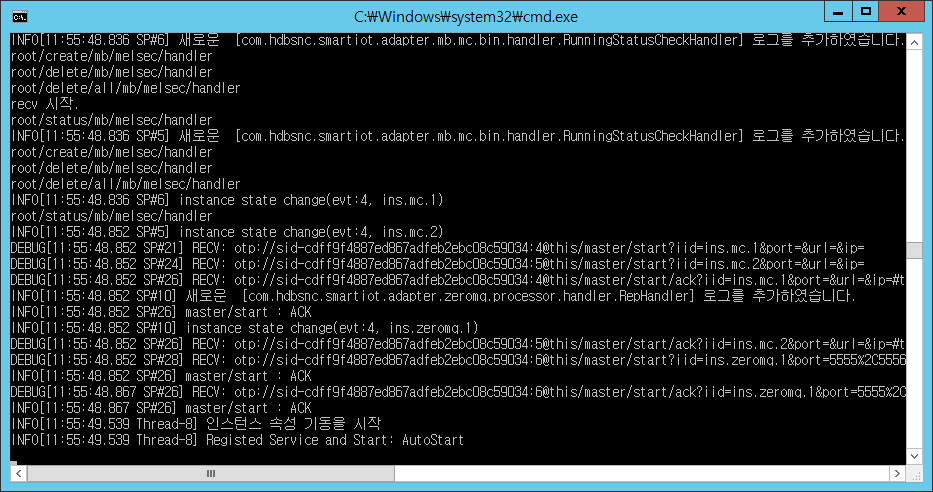 C:₩Windows₩system32₩cmd.exe
INFO[11:55:48.836 SP#6] 새로운  [com.hdbsnc.smartiot.adapter.mb.mc.bin.handler.RunningStatusCheckHandler] 로그를 추가하였습니다.
root/create/mb/melsec/handler
root/delete/mb/melsec/handler
root/delete/all/mb/melsec/handler
recv 시작.
root/status/mb/melsec/handler
INFO[11:55:48.836 SP#5] 새로운  [com.hdbsnc.smartiot.adapter.mb.mc.bin.handler.RunningStatusCheckHandler] 로그를 추가하였습니다.
root/create/mb/melsec/handler
root/delete/mb/melsec/handler
root/delete/all/mb/melsec/handler
INFO[11:55:48.836 SP#6] instance state change(evt:4, ins.mc.1)
root/status/mb/melsec/handler
INFO[11:55:48.852 SP#5] instance state change(evt:4, ins.mc.2)
DEBUG[11:55:48.852 SP#21] RECV: otp://sid-cdff9f4887ed867adfeb2ebc08c59034:4@this/master/start?iid=ins.mc.1&port=&url=&ip=
DEBUG[11:55:48.852 SP#24] RECV: otp://sid-cdff9f4887ed867adfeb2ebc08c59034:5@this/master/start?iid=ins.mc.2&port=&url=&ip=
DEBUG[11:55:48.852 SP#26] RECV: otp://sid-cdff9f4887ed867adfeb2ebc08c59034:4@this/master/start/ack?iid=ins.mc.1&port=&url=&ip=#t
INFO[11:55:48.852 SP#10] 새로운  [com.hdbsnc.smartiot.adapter.zeromq.processor.handler.RepHandler] 로그를 추가하였습니다.
INFO[11:55:48.852 SP#26] master/start : ACK
INFO[11:55:48.852 SP#10] instance state change(evt:4, ins.zeromq.1)
DEBUG[11:55:48.852 SP#26] RECV: otp://sid-cdff9f4887ed867adfeb2ebc08c59034:5@this/master/start/ack?iid=ins.mc.2&port=&url=&ip=#t
DEBUG[11:55:48.852 SP#28] RECV: otp://sid-cdff9f4887ed867adfeb2ebc08c59034:6@this/master/start?iid=ins.zeromq.1&port=5555%2C5556
INFO[11:55:48.852 SP#26] master/start : ACK
DEBUG[11:55:48.867 SP#26] RECV: otp://sid-cdff9f4887ed867adfeb2ebc08c59034:6@this/master/start/ack?iid=ins.zeromq.1&port=5555%2C
INFO[11:55:48.867 SP#26] master/start : ACK
INFO[11:55:49.539 Thread-8] 인스턴스 속성 기동을 시작
INFO[11:55:49.539 Thread-8] Registed Service and Start: AutoStart